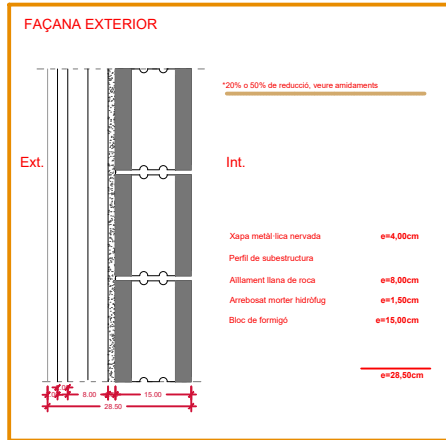 FAÇANA EXTERIOR
*20% o 50% de reducció, veure amidaments
Ext.
Int.
Xapa metàl·lica nervada e=4,00cm
Perfil de subestructura
Aïllament llana de roca e=8,00cm
Arrebosat morter hidròfug e=1,50cm
Bloc de formigó e=15,00cm
e=28,50cm
8.00 15.00
28.50